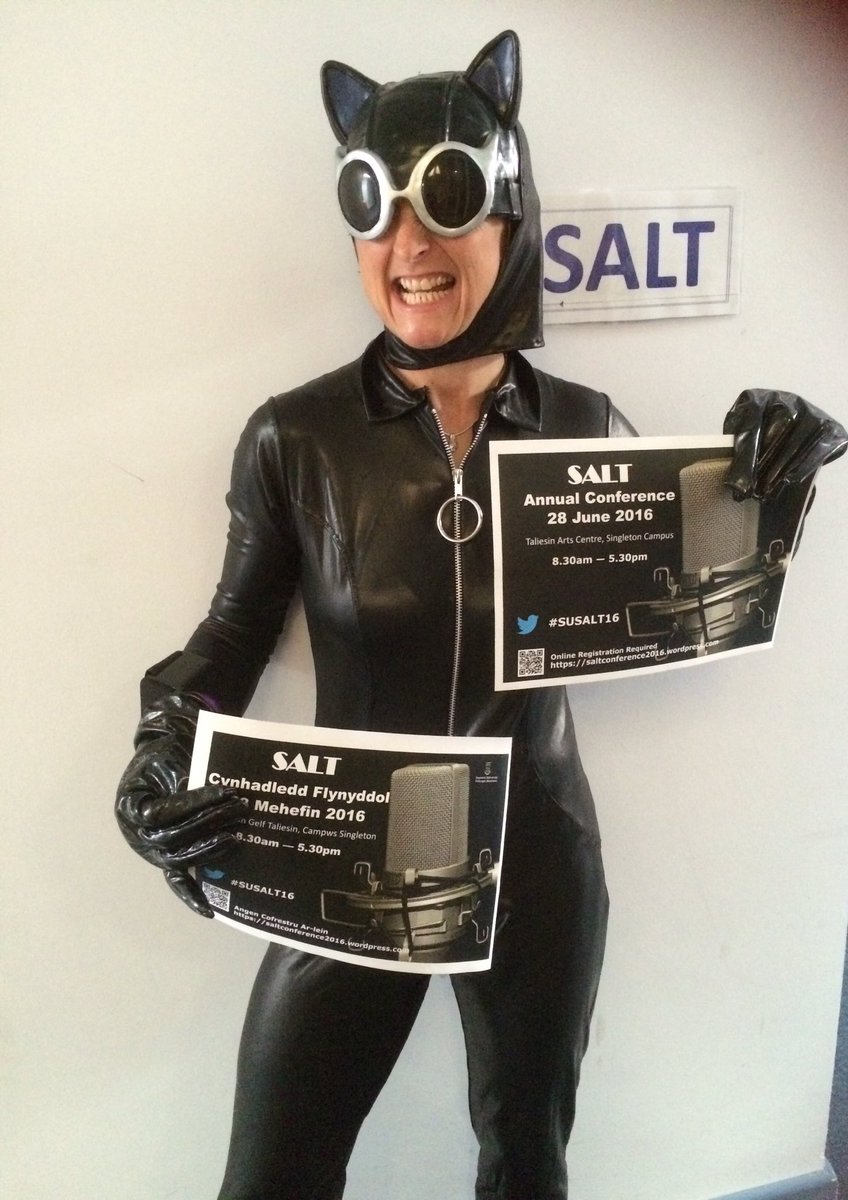 SALT
SALT
Annual Conference
28 June 2016
Taliesin Arts Centre, Singleton Campus
8.30am — 5.30pm
#SUSALT16
Online Registration Required
https://saltconference2016.wordpress.com
SALT
Cynhadledd Flynyddol
Mehefin 2016
Gelf Taliesin, Campws Singleton
8.30am — 5.30pm
#SUSALT16
Angen Cofrestru Ar-lein
https://saltconference2016.wordpress.com